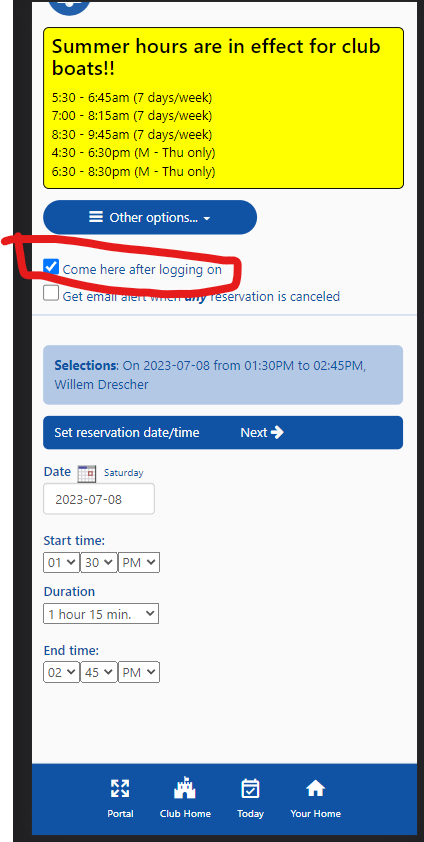 Summer hours are in effect for club
boats!!
5:30 - 6:45am (7 days/week)
7:00 - 8:15am (7 days/week)
8:30 - 9:45am (7 days/week)
4:30 - 6:30pm (M - Thu only)
6:30 - 8:30pm (M - Thu only)
Other options...
Come here after logging on
Get email alert when any reservation is canceled
Selections: On 2023-07-08 from 01:30PM to 02:45PM,
Willem Drescher
Set reservation date/time Next
Date Saturday
2023-07-08
Start time:
01 30 PM
Duration
1 hour 15 min.
End time:
02 45 PM
Portal Club Home Today Your Home